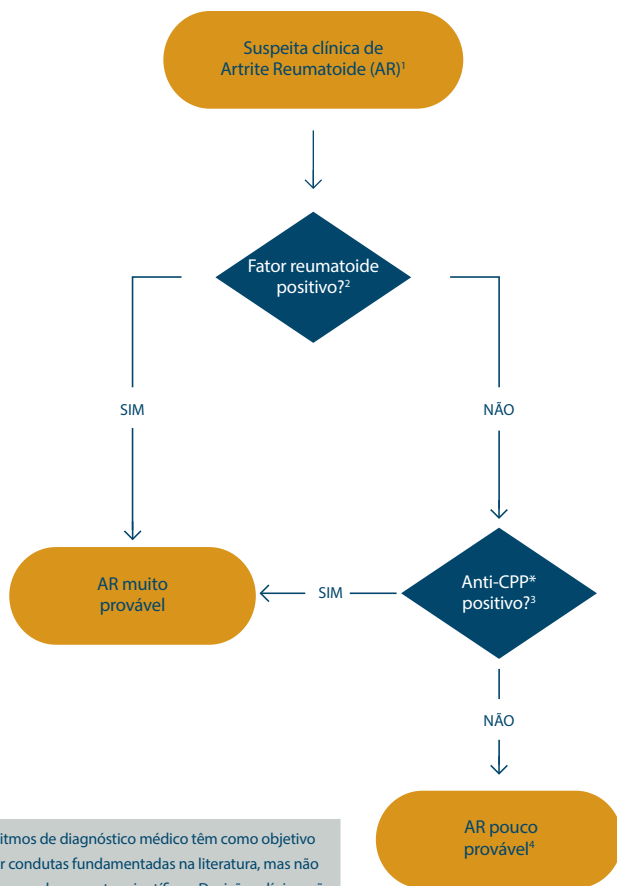 Suspeita clínica de
Artrite Reumatoide (AR)¹
Fator reumatoide
positivo?²
SIM
NÃO
AR muito
provável
SIM
Anti-CPP*
positivo?³
NÃO
AR pouco
provável⁴
itmos de diagnóstico médico têm como objetivo
r condutas fundamentadas na literatura, mas não